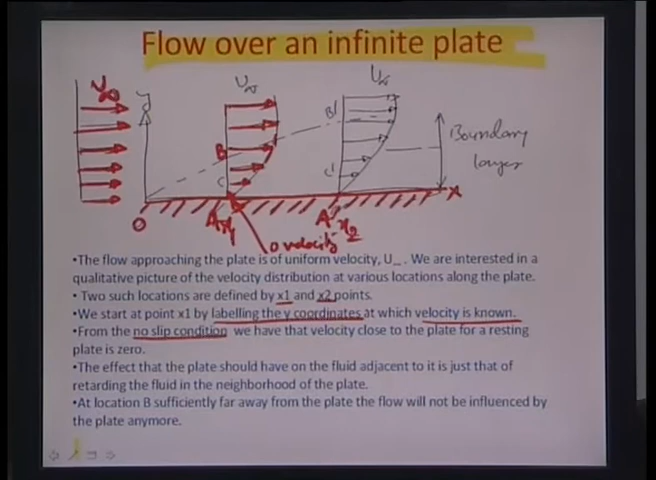 Flow over an infinite plate
U∞
U∞
U∞
y
B
B'
C
C'
Boundary
layer
O
A
x1
A'
x2
x
0 velocity
•The flow approaching the plate is of uniform velocity, U_∞ . We are interested in a
qualitative picture of the velocity distribution at various locations along the plate.
• Two such locations are defined by x1 and x2 points.
•We start at point x1 by labelling the y coordinates at which velocity is known.
•From the no slip condition we have that velocity close to the plate for a resting
plate is zero.
•The effect that the plate should have on the fluid adjacent to it is just that of
retarding the fluid in the neighborhood of the plate.
•At location B sufficiently far away from the plate the flow will not be influenced by
the plate anymore.